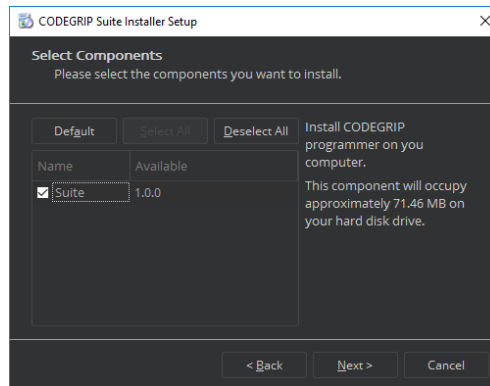 CODEGRIP Suite Installer Setup
Select Components
Please select the components you want to install.
Default Select All Deselect All
Install CODEGRIP
programmer on you
computer.
This component will occupy
approximately 71.46 MB on
your hard disk drive.
Name Available
Suite 1.0.0
< Back Next > Cancel